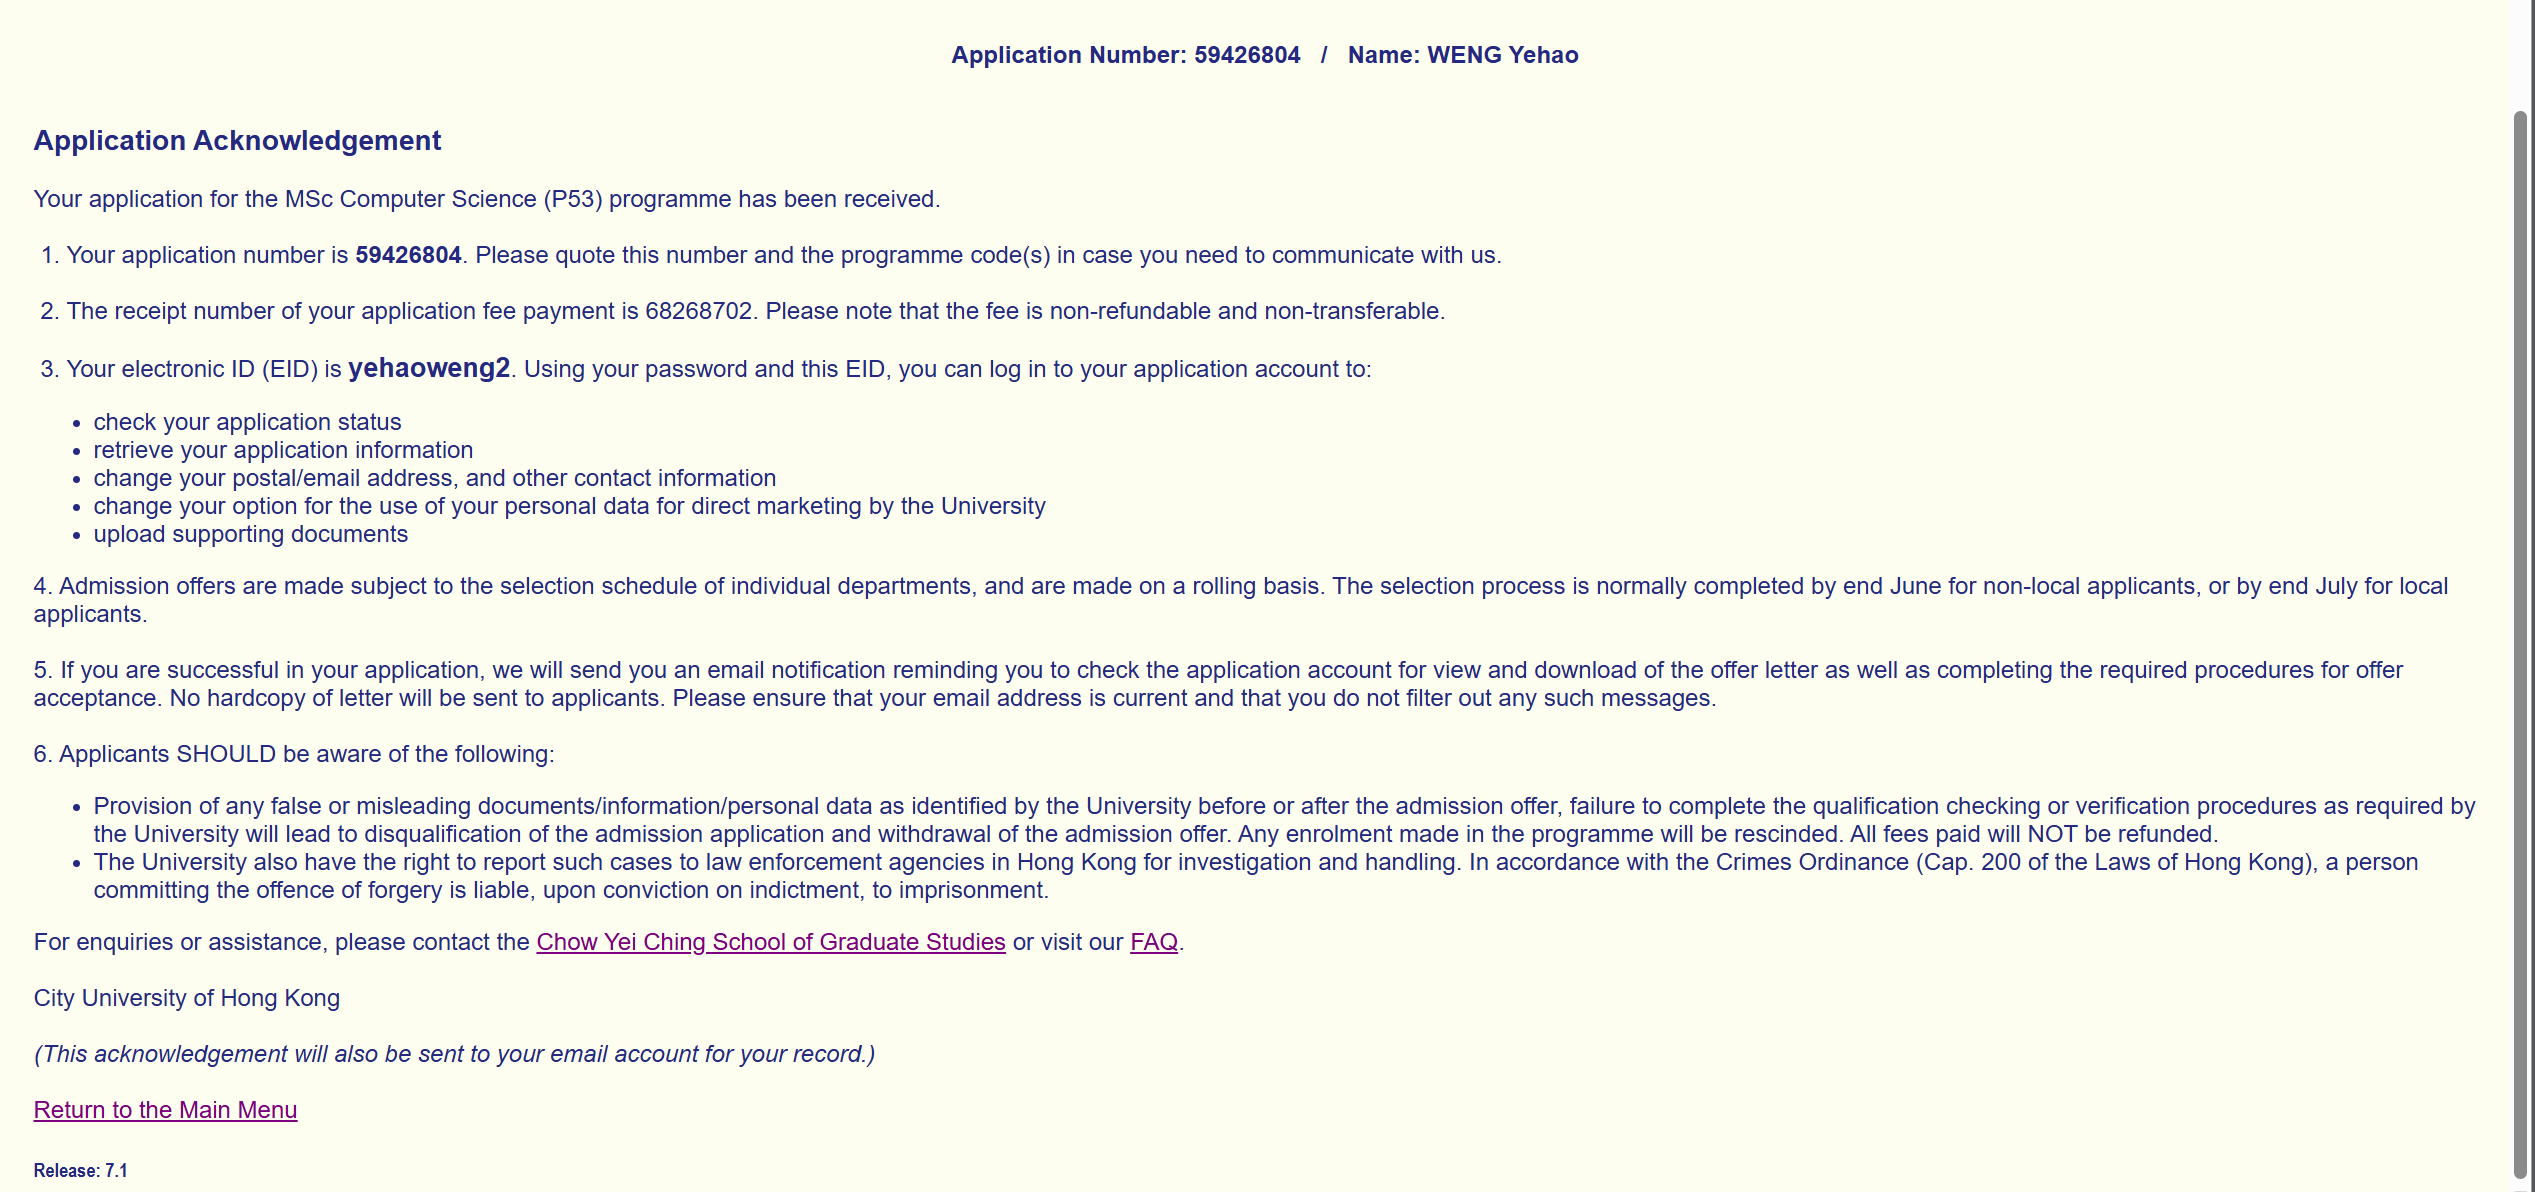 Application Number: 59426804 / Name: WENG Yehao
Application Acknowledgement
Your application for the MSc Computer Science (P53) programme has been received.
1. Your application number is 59426804. Please quote this number and the programme code(s) in case you need to communicate with us.
2. The receipt number of your application fee payment is 68268702. Please note that the fee is non-refundable and non-transferable.
3. Your electronic ID (EID) is yehaoweng2. Using your password and this EID, you can log in to your application account to:
• check your application status
• retrieve your application information
• change your postal/email address, and other contact information
• change your option for the use of your personal data for direct marketing by the University
• upload supporting documents
4. Admission offers are made subject to the selection schedule of individual departments, and are made on a rolling basis. The selection process is normally completed by end June for non-local applicants, or by end July for local
applicants.
5. If you are successful in your application, we will send you an email notification reminding you to check the application account for view and download of the offer letter as well as completing the required procedures for offer
acceptance. No hardcopy of letter will be sent to applicants. Please ensure that your email address is current and that you do not filter out any such messages.
6. Applicants SHOULD be aware of the following:
• Provision of any false or misleading documents/information/personal data as identified by the University before or after the admission offer, failure to complete the qualification checking or verification procedures as required by
the University will lead to disqualification of the admission application and withdrawal of the admission offer. Any enrolment made in the programme will be rescinded. All fees paid will NOT be refunded.
• The University also have the right to report such cases to law enforcement agencies in Hong Kong for investigation and handling. In accordance with the Crimes Ordinance (Cap. 200 of the Laws of Hong Kong), a person
committing the offence of forgery is liable, upon conviction on indictment, to imprisonment.
For enquiries or assistance, please contact the Chow Yei Ching School of Graduate Studies or visit our FAQ.
City University of Hong Kong
(This acknowledgement will also be sent to your email account for your record.)
Return to the Main Menu
Release: 7.1